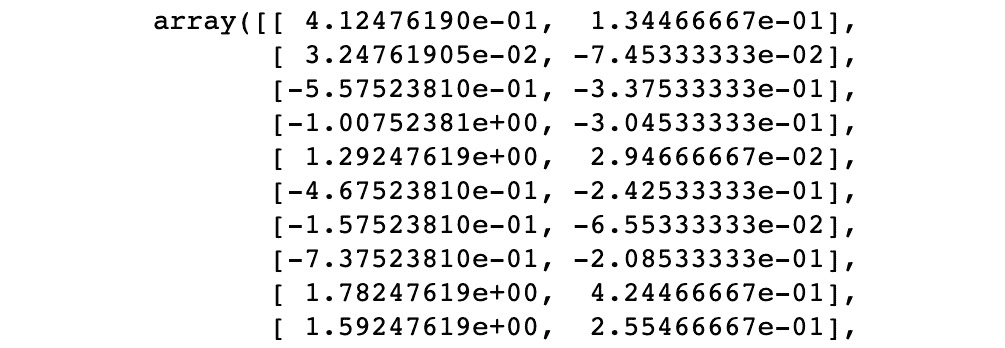 array([[ 4.12476190e-01,  1.34466667e-01],
[ 3.24761905e-02, -7.45333333e-02],
[-5.57523810e-01, -3.37533333e-01],
[-1.00752381e+00, -3.04533333e-01],
[ 1.29247619e+00,  2.94666667e-02],
[-4.67523810e-01, -2.42533333e-01],
[-1.57523810e-01, -6.55333333e-02],
[-7.37523810e-01, -2.08533333e-01],
[ 1.78247619e+00,  4.24466667e-01],
[ 1.59247619e+00,  2.55466667e-01],